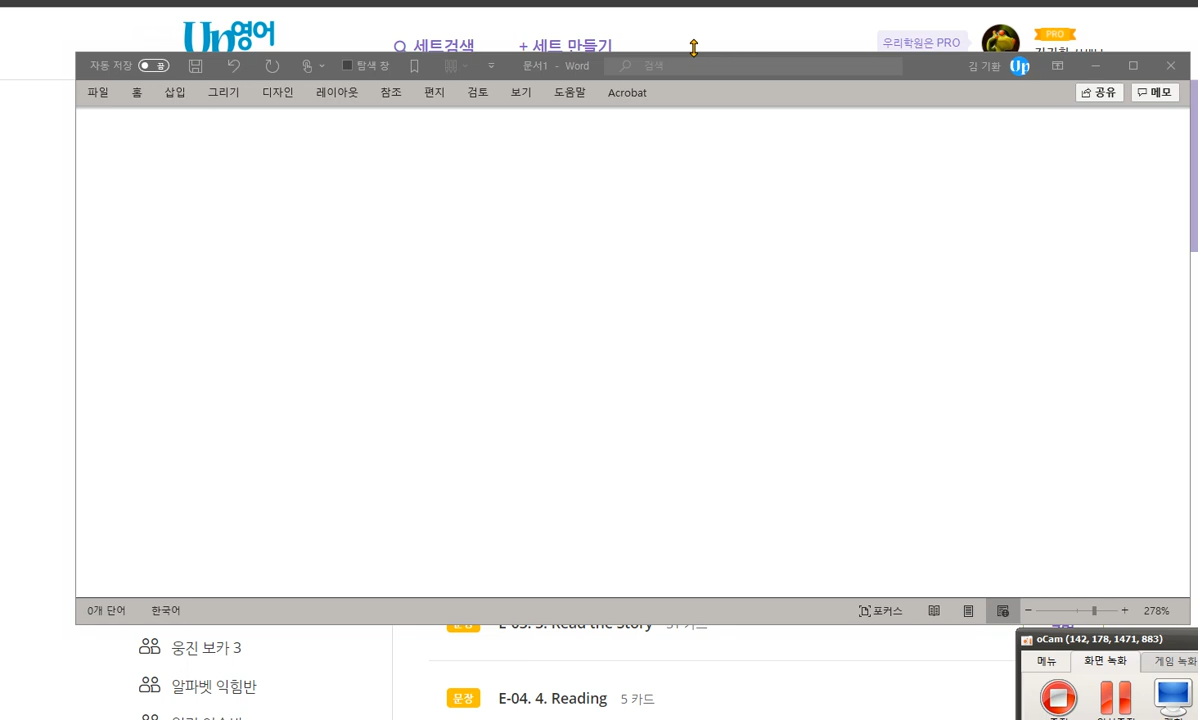 Up영어
세트검색
+ 세트 만들기
우리학원은 PRO
PRO
자동 저장
끔
탐색 창
문서1 - Word
검색
김 기환
Up
파일 홈 삽입 그리기 디자인 레이아웃 참조 편지 검토 보기 도움말 Acrobat
공유
메모
0개 단어
한국어
포커스
278%
웅진 보카 3
Read the Story
oCam (142, 178, 1471, 883)
메뉴
화면 녹화
게임 녹화
알파벳 익힘반
문장
E-04. 4. Reading
5 카드